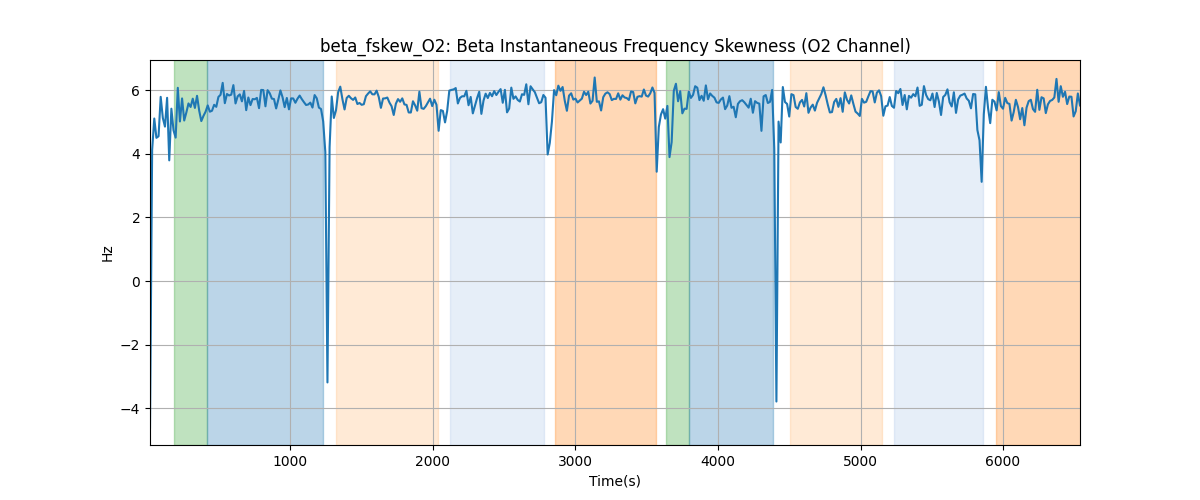 beta_fskew_O2: Beta Instantaneous Frequency Skewness (O2 Channel)
6
4
2
0
−2
−4
Hz
1000 2000 3000 4000 5000 6000
Time(s)